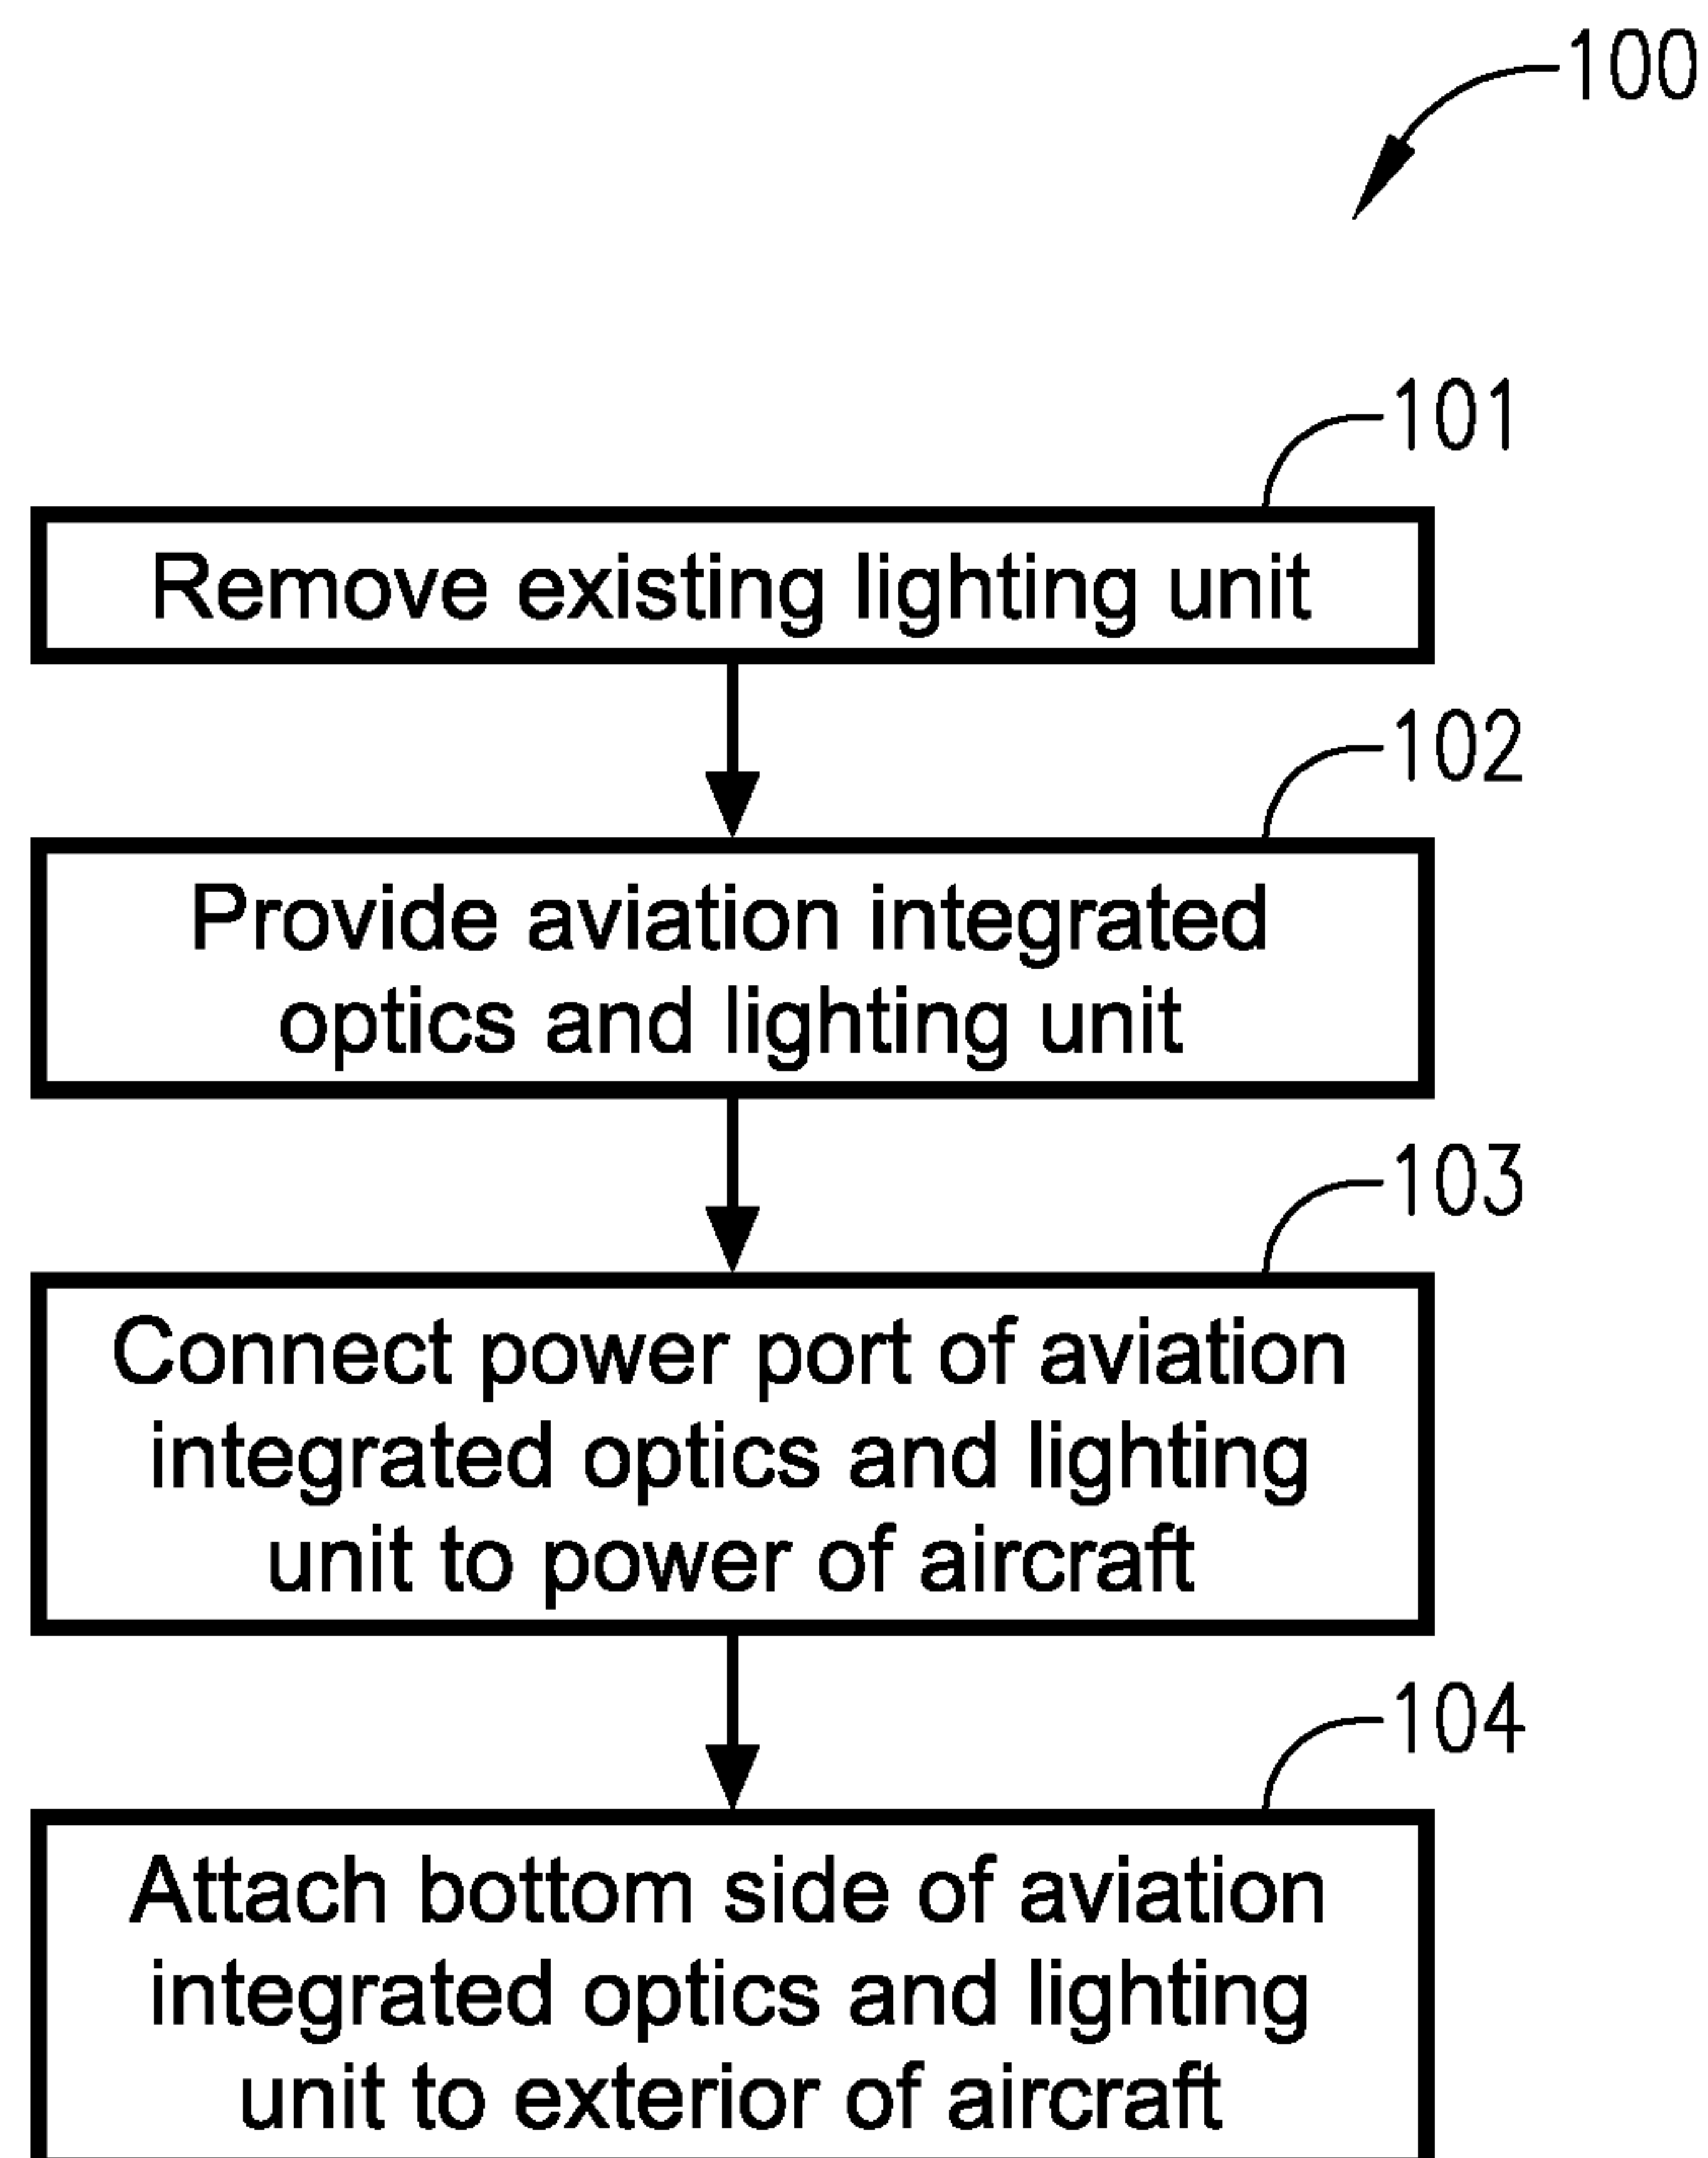 100
101
Remove existing lighting unit
102
Provide aviation integrated
optics and lighting unit
103
Connect power port of aviation
integrated optics and lighting
unit to power of aircraft
104
Attach bottom side of aviation
integrated optics and lighting
unit to exterior of aircraft